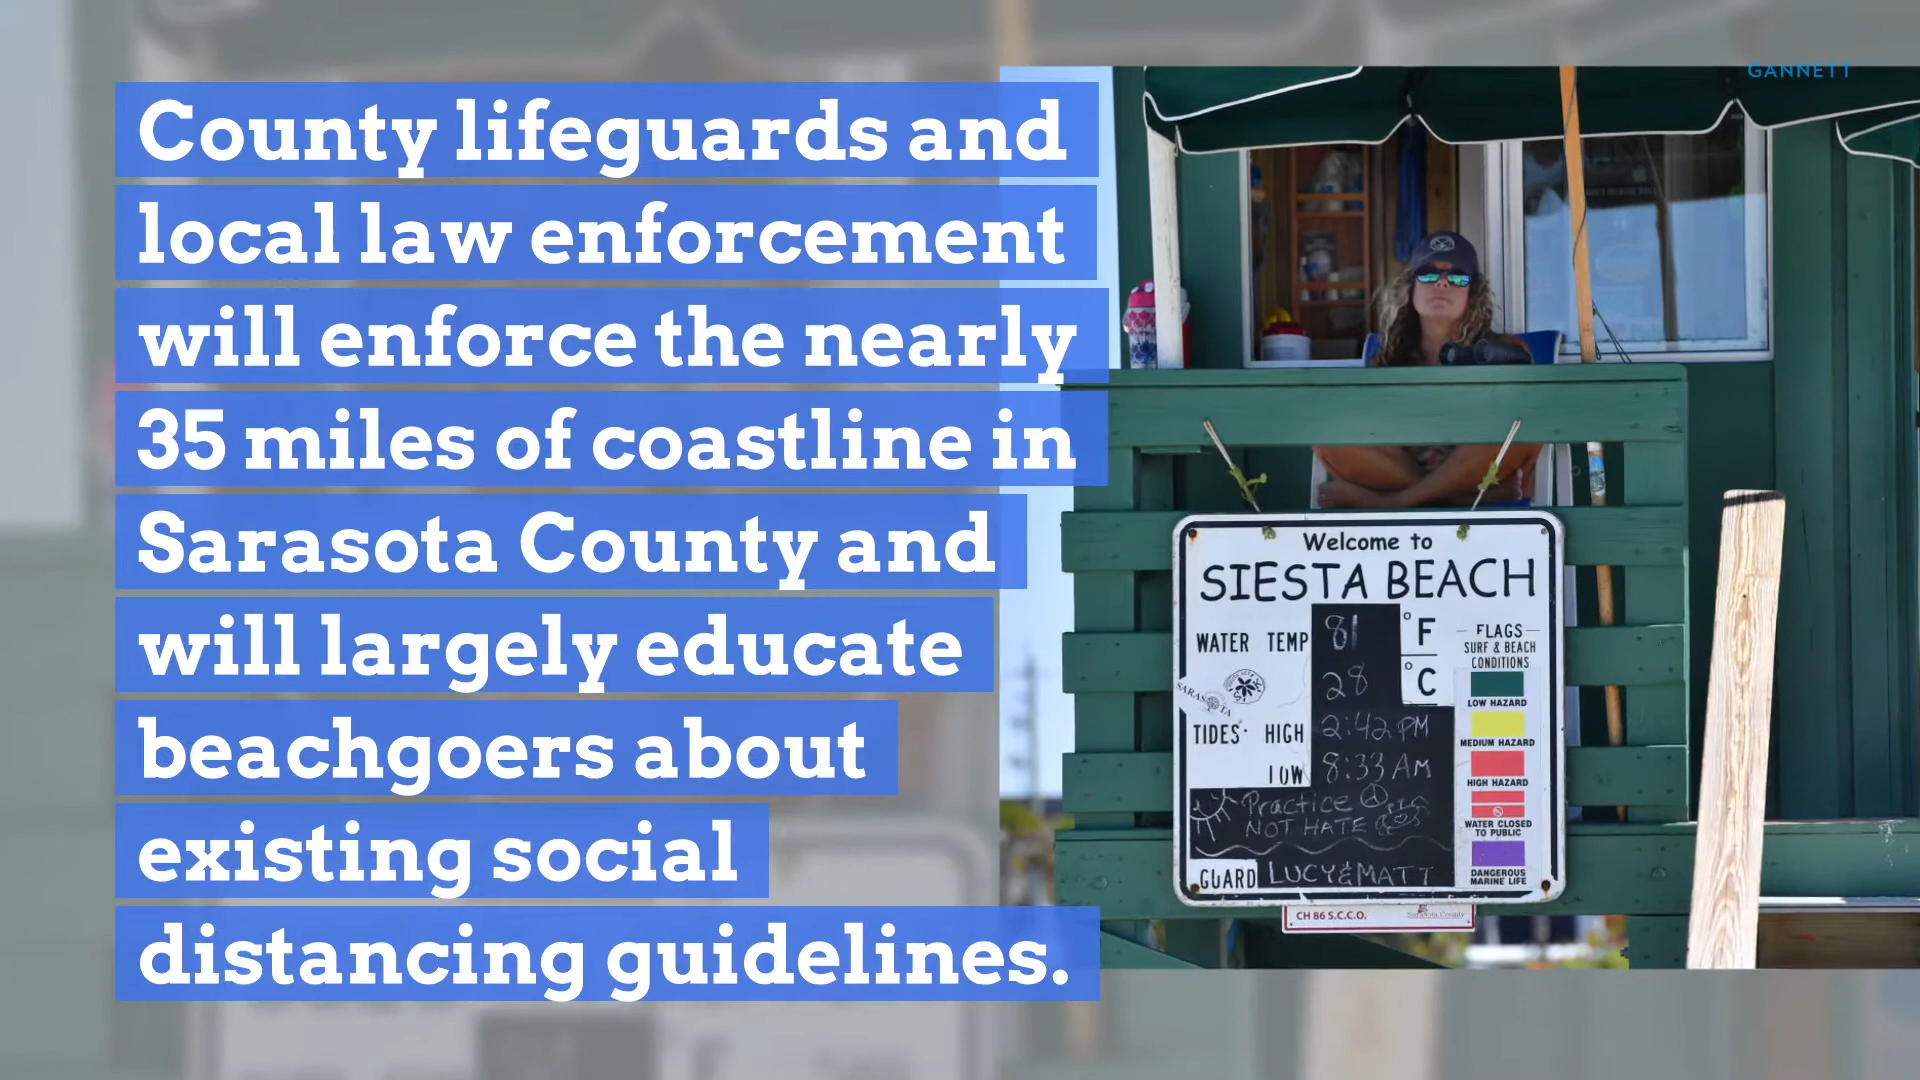 GANNETT
County lifeguards and
local law enforcement
will enforce the nearly
35 miles of coastline in
Sarasota County and
will largely educate
beachgoers about
existing social
distancing guidelines.
Welcome to
SIESTA BEACH
WATER TEMP 81 °F
28 °C
SARASOTA
TIDES· HIGH 2:42 PM
LOW 8:33 AM
Practice
NOT HATE
GUARD LUCY & MATT
FLAGS
SURF & BEACH
CONDITIONS
LOW HAZARD
MEDIUM HAZARD
HIGH HAZARD
WATER CLOSED
TO PUBLIC
DANGEROUS
MARINE LIFE
CH 86 S.C.C.O.
Sarasota County